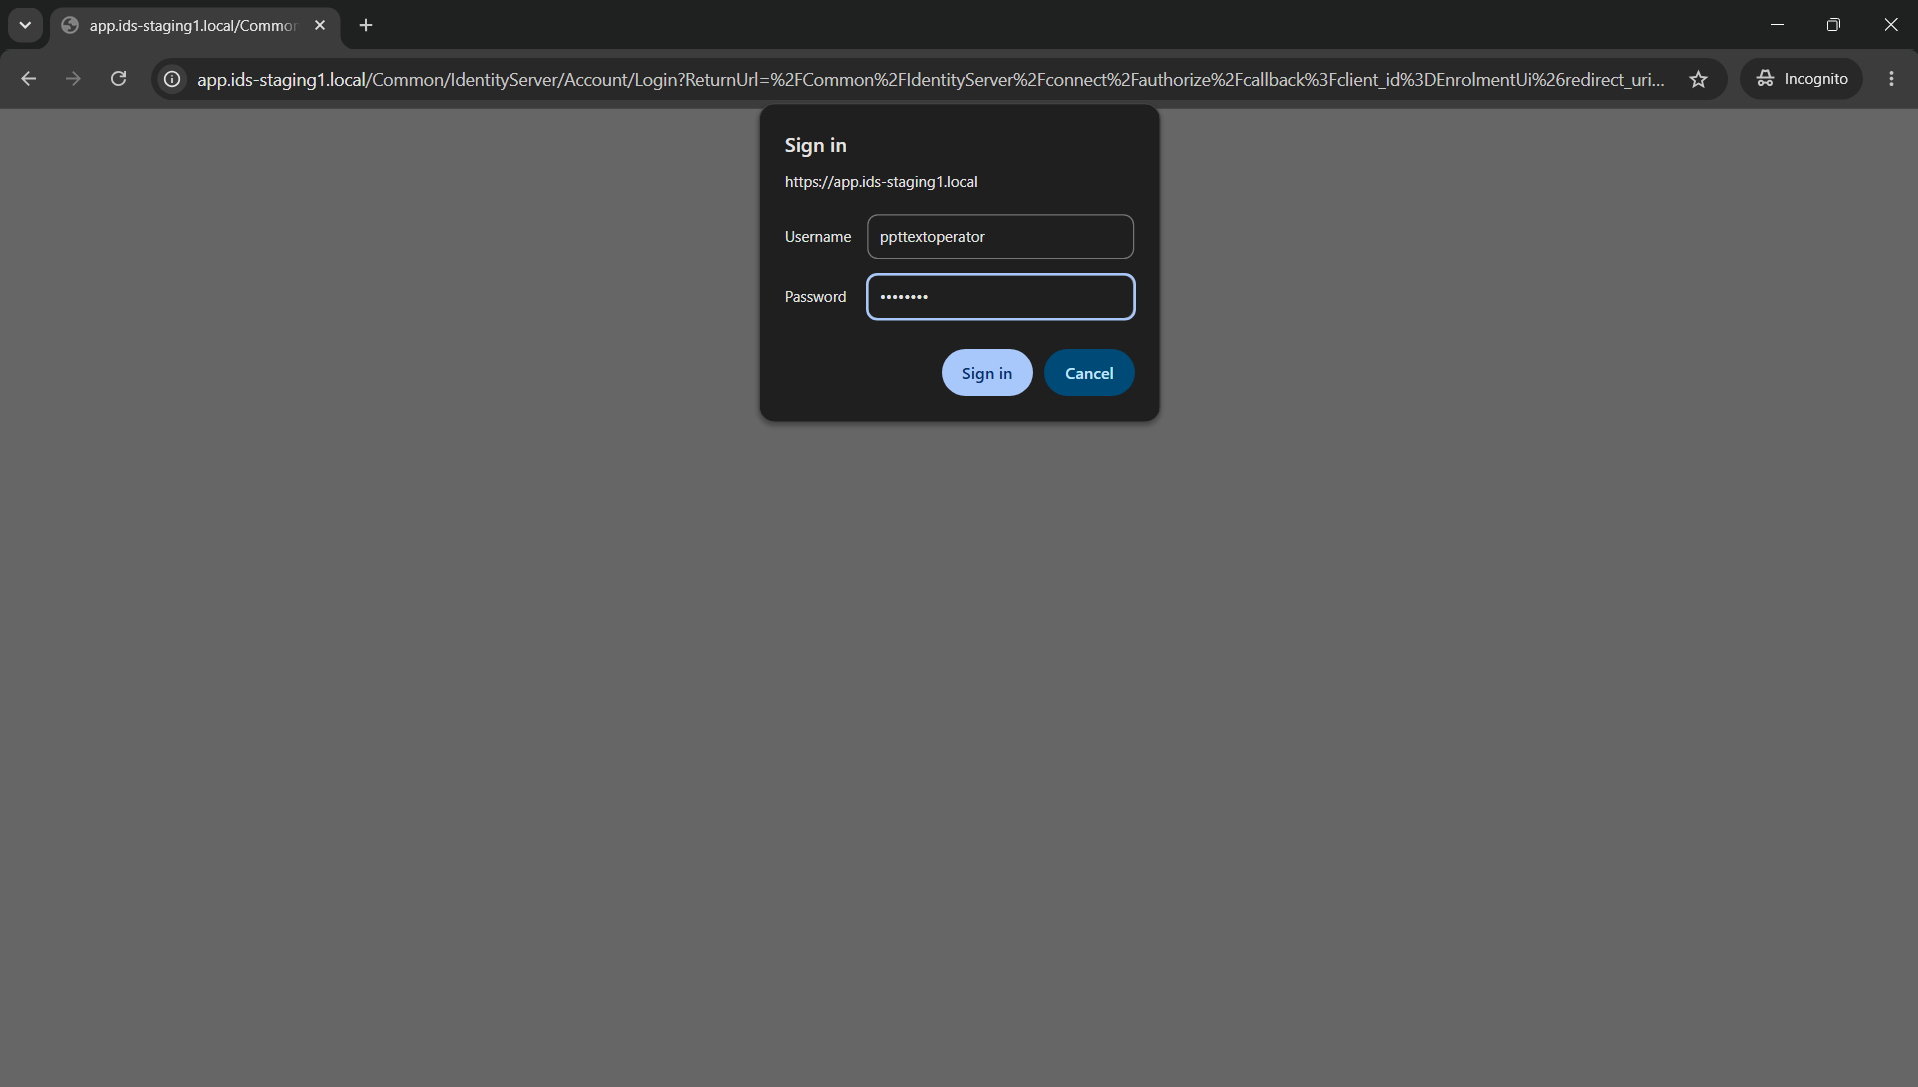 app.ids-staging1.local/Common
app.ids-staging1.local/Common/IdentityServer/Account/Login?ReturnUrl=%2FCommon%2FIdentityServer%2Fconnect%2Fauthorize%2Fcallback%3Fclient_id%3DEnrolmentUi%26redirect_uri...
Incognito
Sign in
https://app.ids-staging1.local
Username
ppttextoperator
Password
••••••••
Sign in
Cancel